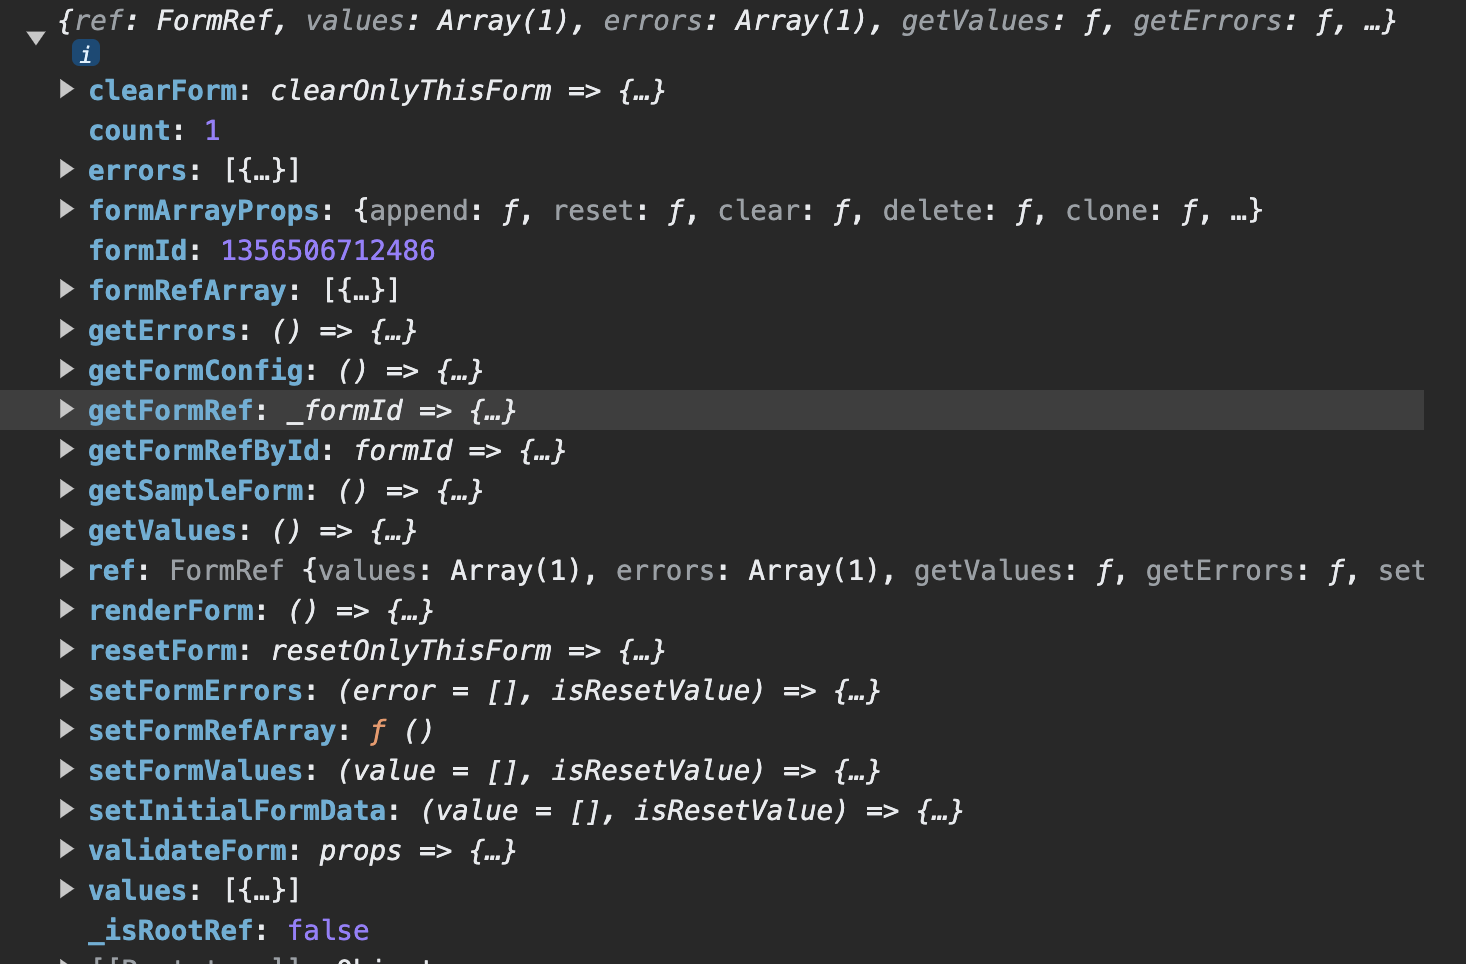 {ref: FormRef, values: Array(1), errors: Array(1), getValues: ƒ, getErrors: ƒ, …}
i
clearForm: clearOnlyThisForm => {…}
count: 1
errors: [{…}]
formArrayProps: {append: ƒ, reset: ƒ, clear: ƒ, delete: ƒ, clone: ƒ, …}
formId: 1356506712486
formRefArray: [{…}]
getErrors: () => {…}
getFormConfig: () => {…}
getFormRef: _formId => {…}
getFormRefById: formId => {…}
getSampleForm: () => {…}
getValues: () => {…}
ref: FormRef {values: Array(1), errors: Array(1), getValues: ƒ, getErrors: ƒ, set
renderForm: () => {…}
resetForm: resetOnlyThisForm => {…}
setFormErrors: (error = [], isResetValue) => {…}
setFormRefArray: ƒ ()
setFormValues: (value = [], isResetValue) => {…}
setInitialFormData: (value = [], isResetValue) => {…}
validateForm: props => {…}
values: [{…}]
_isRootRef: false